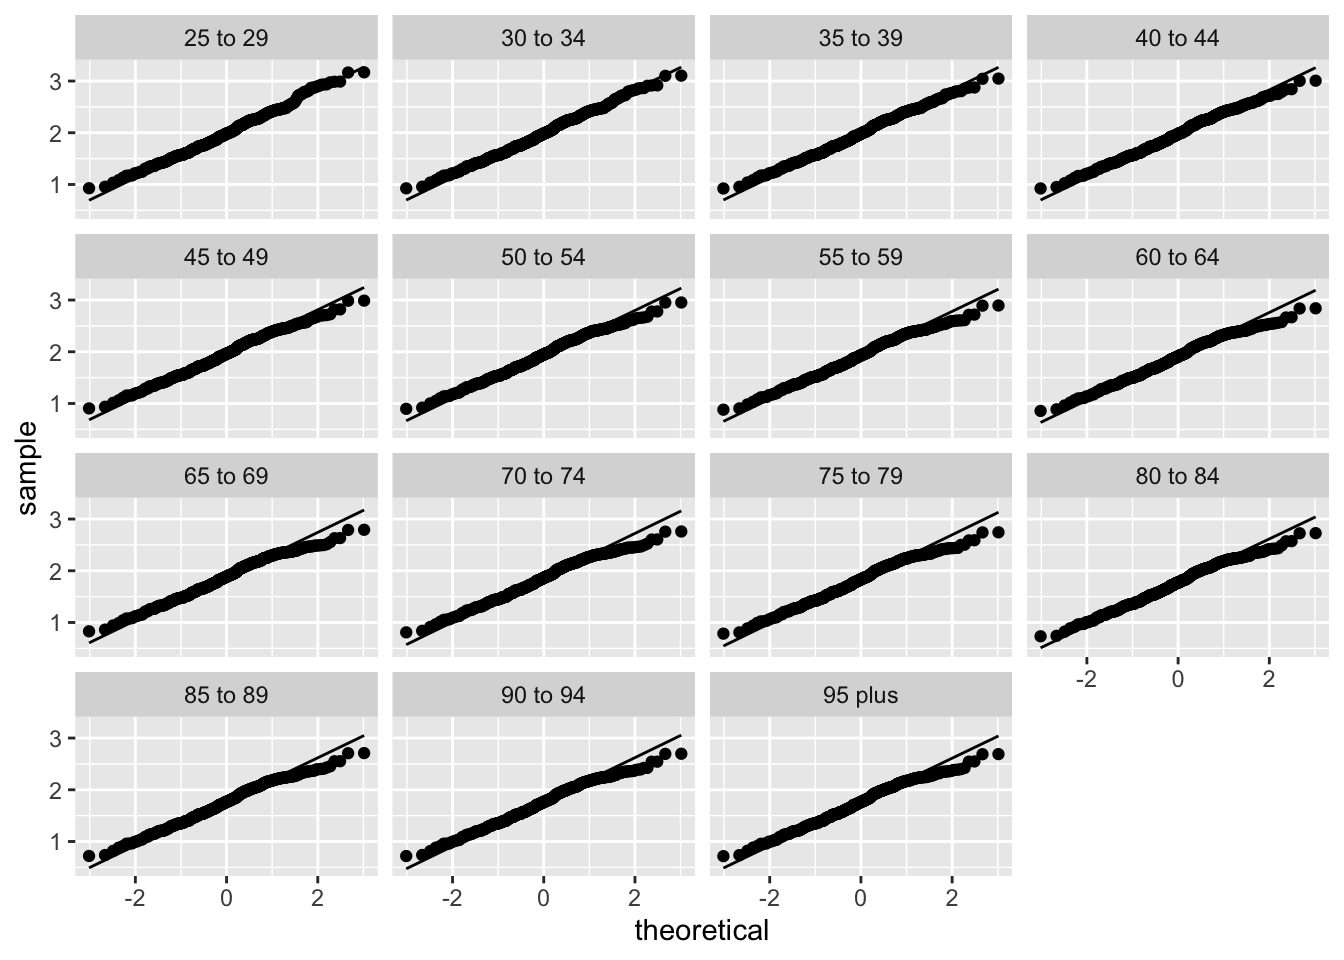 25 to 29
30 to 34
35 to 39
40 to 44
3
2
1
45 to 49
50 to 54
55 to 59
60 to 64
3
2
1
sample
65 to 69
70 to 74
75 to 79
80 to 84
3
2
1
-2 0 2
85 to 89
90 to 94
95 plus
3
2
1
-2 0 2
-2 0 2
-2 0 2
theoretical